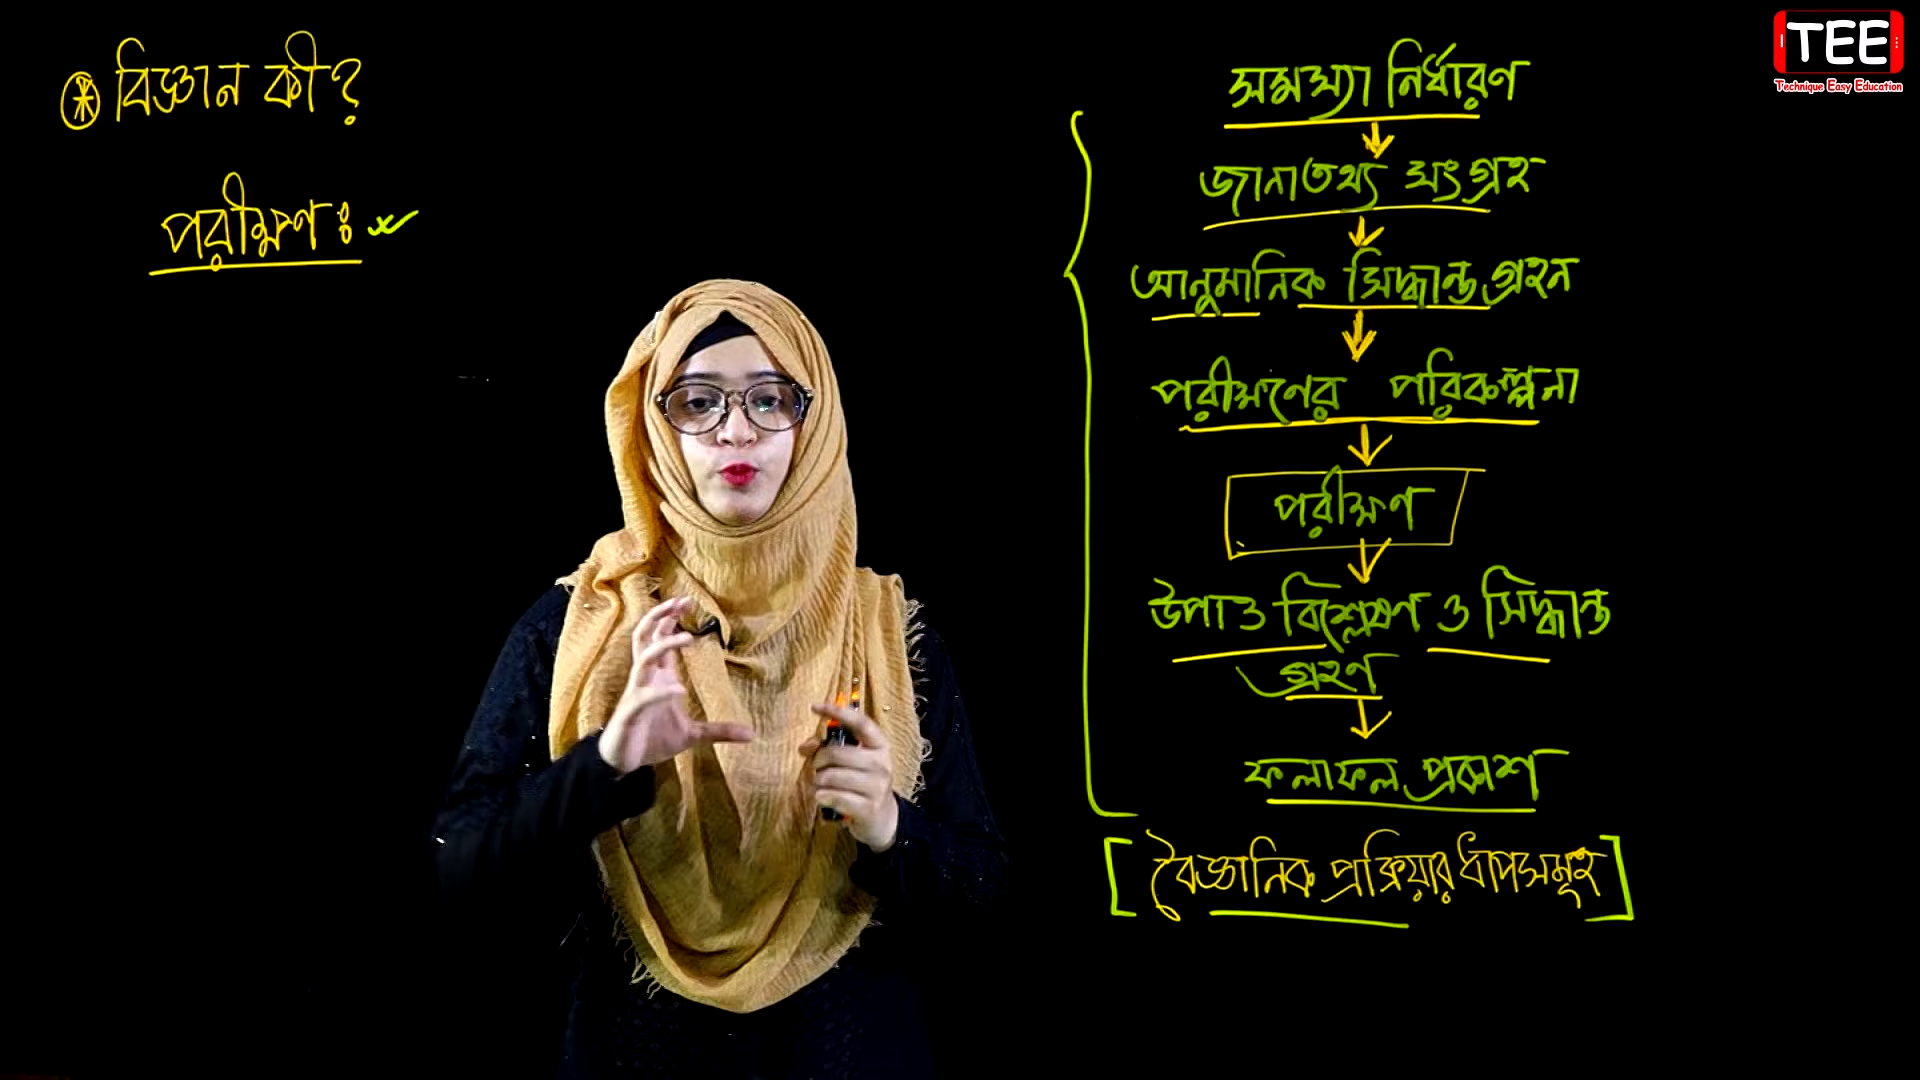 বিজ্ঞান কী?
পরীক্ষণঃ
সমস্যা নির্ধারণ
জানাতথ্য সংগ্রহ
আনুমানিক সিদ্ধান্ত গ্রহন
পরীক্ষণের পরিকল্পনা
পরীক্ষণ
উপাত্ত বিশ্লেষণ ও সিদ্ধান্ত
গ্রহণ
ফলাফল প্রকাশ
[বৈজ্ঞানিক প্রক্রিয়ার ধাপসমূহ]
TEE
Technique Easy Education